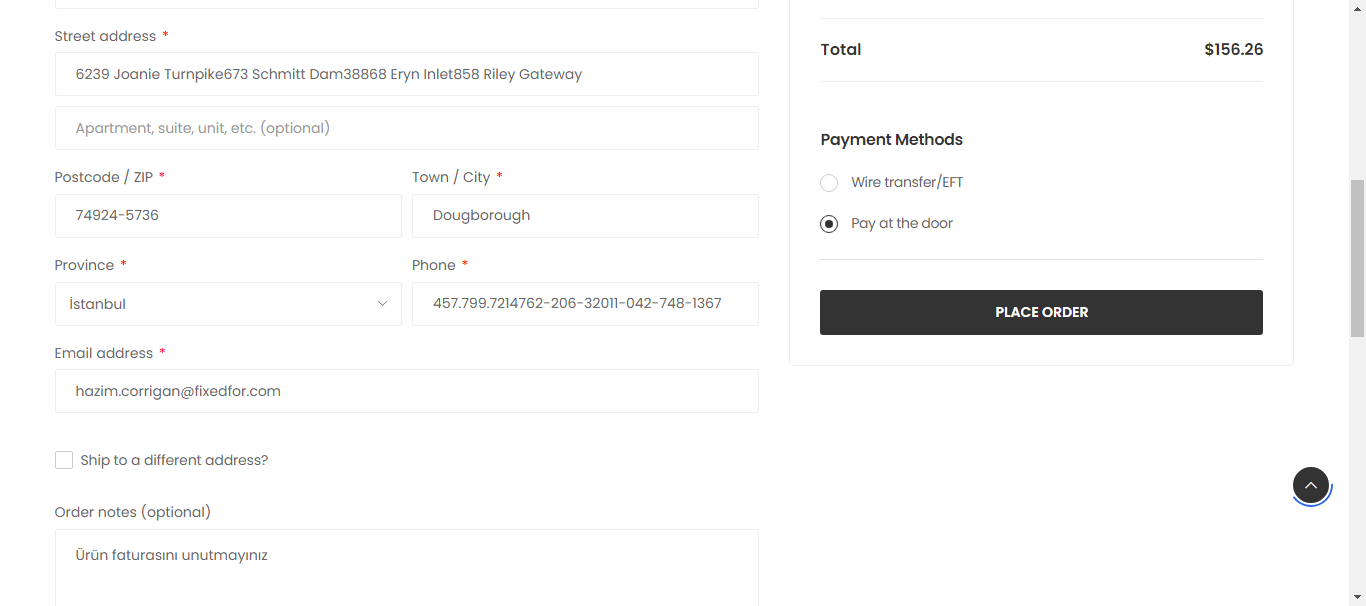 Street address *
6239 Joanie Turnpike673 Schmitt Dam38868 Eryn Inlet858 Riley Gateway
Apartment, suite, unit, etc. (optional)
Postcode / ZIP *
Town / City *
74924-5736
Dougborough
Province *
Phone *
İstanbul
457.799.7214762-206-32011-042-748-1367
Email address *
hazim.corrigan@fixedfor.com
Ship to a different address?
Order notes (optional)
Ürün faturasını unutmayınız
Total $156.26
Payment Methods
Wire transfer/EFT
Pay at the door
PLACE ORDER